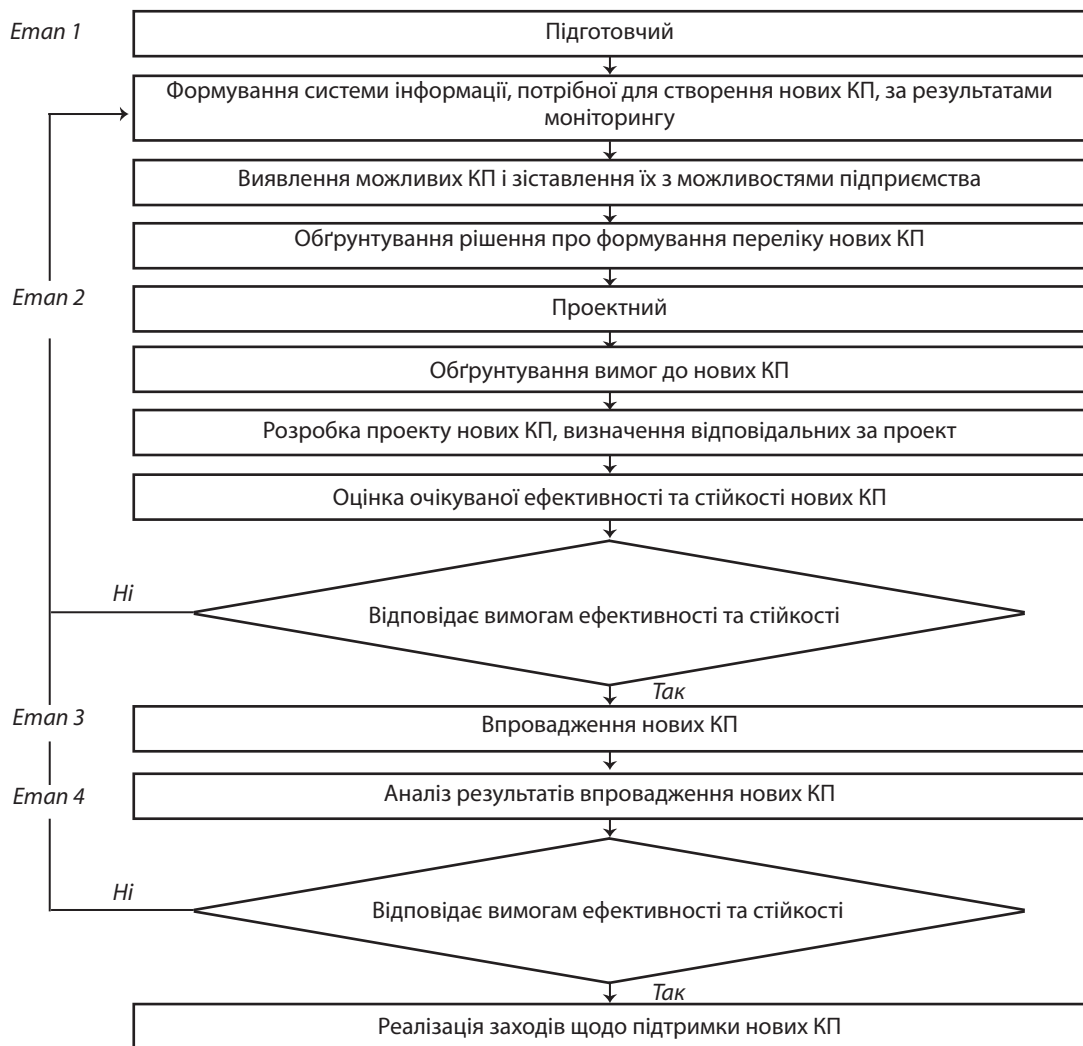 Етап 1
Підготовчий
Формування системи інформації, потрібної для створення нових КП, за результатами
моніторингу
Виявлення можливих КП і зіставлення їх з можливостями підприємства
Обґрунтування рішення про формування переліку нових КП
Етап 2
Проектний
Обґрунтування вимог до нових КП
Розробка проекту нових КП, визначення відповідальних за проект
Оцінка очікуваної ефективності та стійкості нових КП
Ні
Відповідає вимогам ефективності та стійкості
Так
Етап 3
Впровадження нових КП
Етап 4
Аналіз результатів впровадження нових КП
Ні
Відповідає вимогам ефективності та стійкості
Так
Реалізація заходів щодо підтримки нових КП